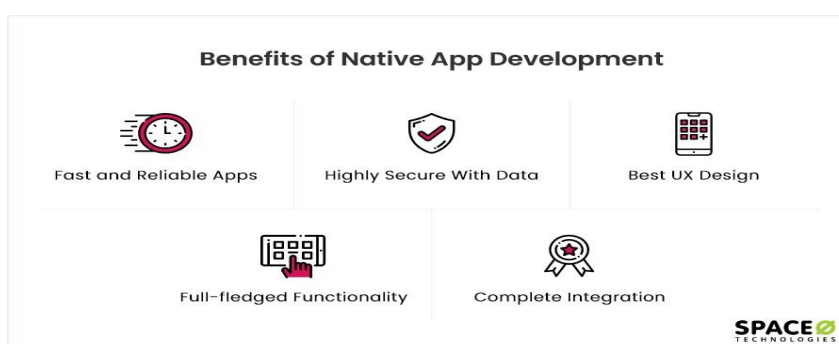 Benefits of Native App Development
Fast and Reliable Apps
Highly Secure With Data
Best UX Design
Full-fledged Functionality
Complete Integration
SPACEO
TECHNOLOGIES